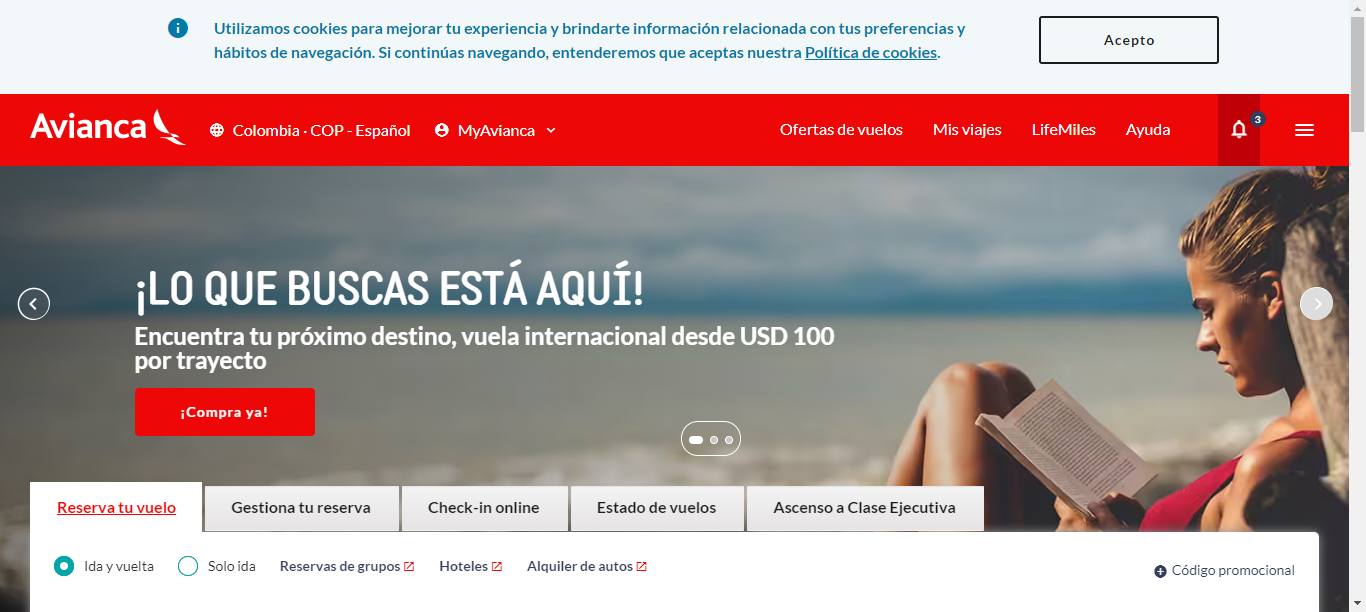 Utilizamos cookies para mejorar tu experiencia y brindarte información relacionada con tus preferencias y
hábitos de navegación. Si continúas navegando, entenderemos que aceptas nuestra Política de cookies.
Acepto
Avianca
Colombia · COP - Español
MyAvianca
Ofertas de vuelos
Mis viajes
LifeMiles
Ayuda
3
¡LO QUE BUSCAS ESTÁ AQUÍ!
Encuentra tu próximo destino, vuela internacional desde USD 100
por trayecto
¡Compra ya!
Reserva tu vuelo
Gestiona tu reserva
Check-in online
Estado de vuelos
Ascenso a Clase Ejecutiva
Ida y vuelta
Solo ida
Reservas de grupos
Hoteles
Alquiler de autos
Código promocional